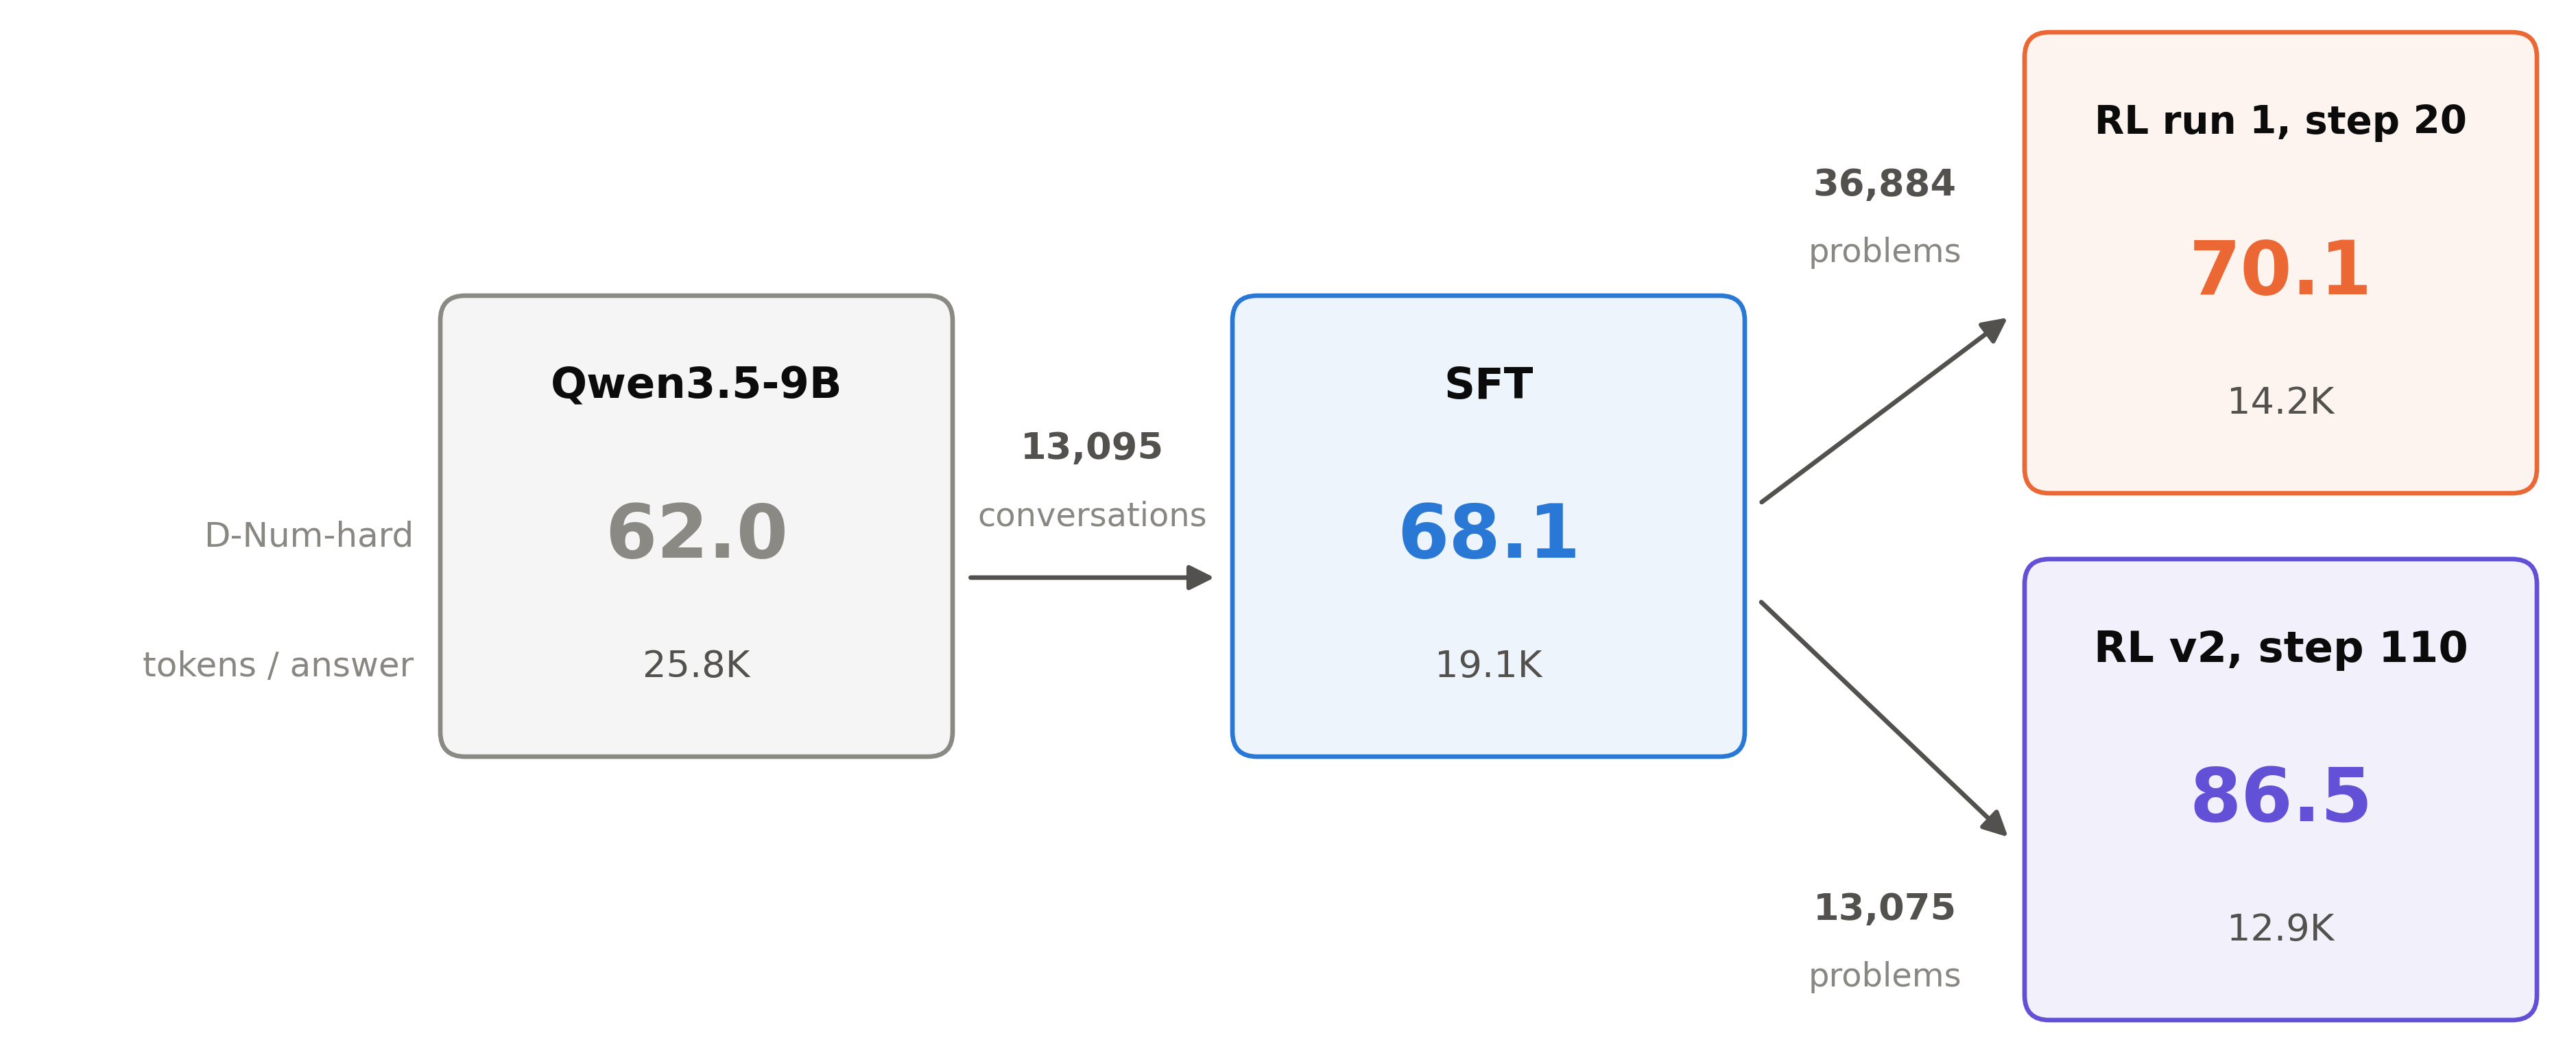 D-Num-hard
tokens / answer
Qwen3.5-9B
62.0
25.8K
13,095
conversations
SFT
68.1
19.1K
36,884
problems
RL run 1, step 20
70.1
14.2K
13,075
problems
RL v2, step 110
86.5
12.9K